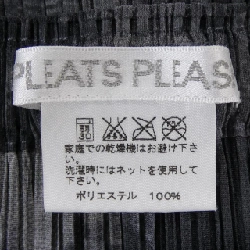 PLEATS PLEAS
家庭での乾燥機はお避け下さい
洗濯時にはネットを使用して下さい
ポリエステル 100%